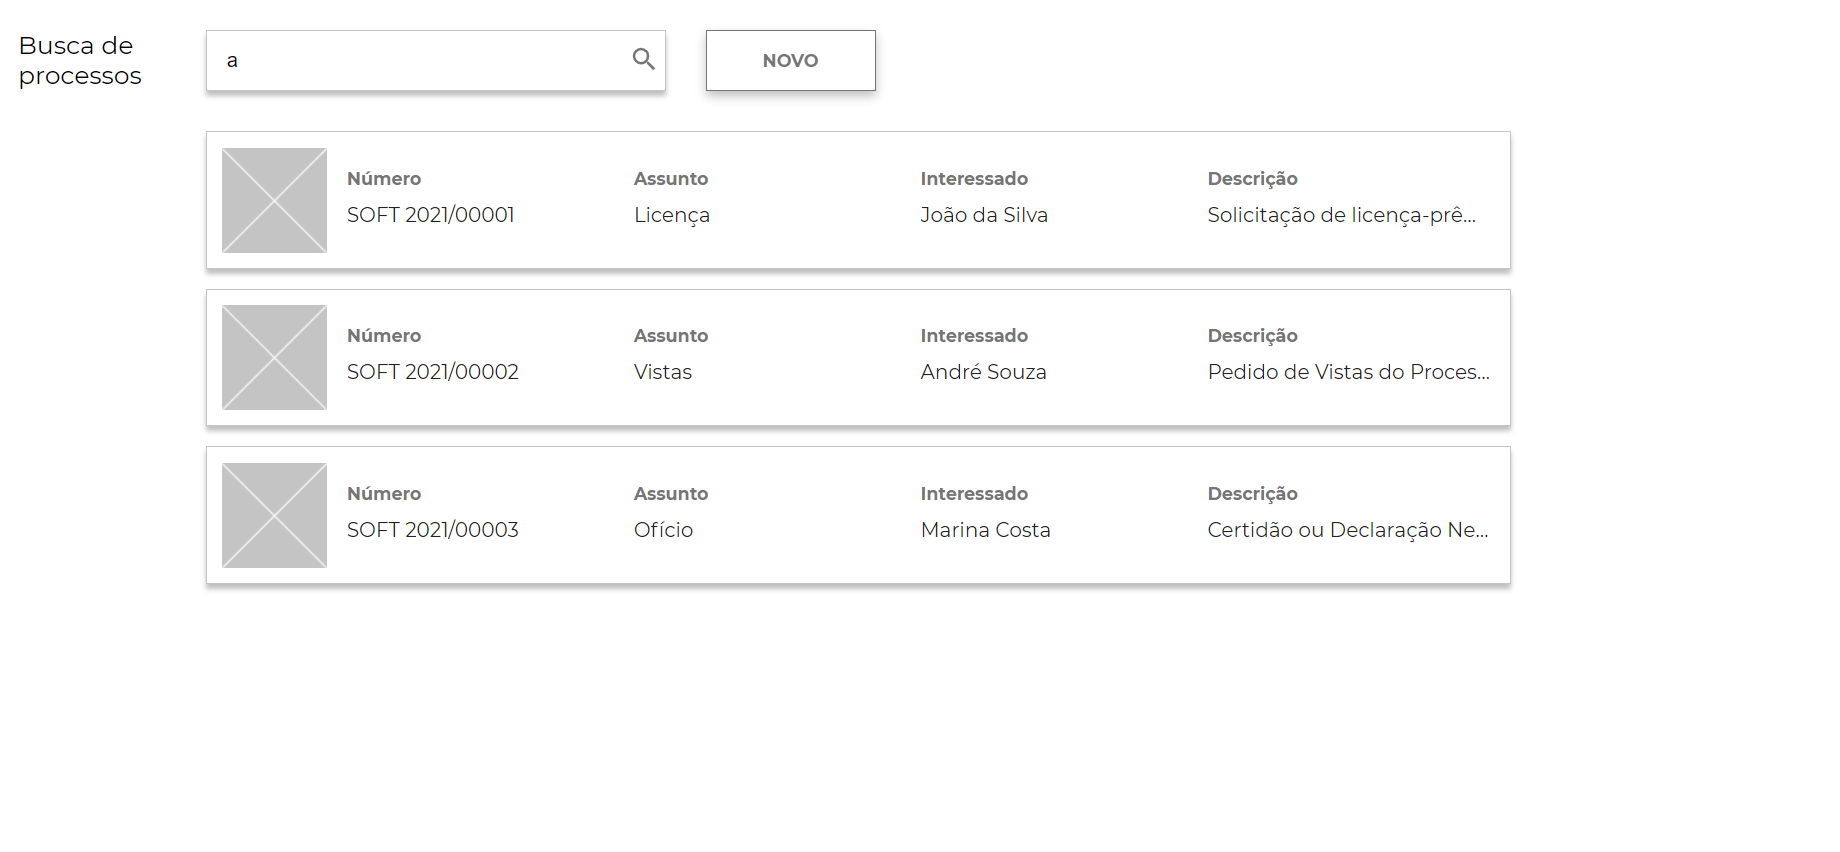 Busca de
processos
a
NOVO
Número Assunto Interessado Descrição
SOFT 2021/00001 Licença João da Silva Solicitação de licença-prê...
Número Assunto Interessado Descrição
SOFT 2021/00002 Vistas André Souza Pedido de Vistas do Proces...
Número Assunto Interessado Descrição
SOFT 2021/00003 Ofício Marina Costa Certidão ou Declaração Ne...